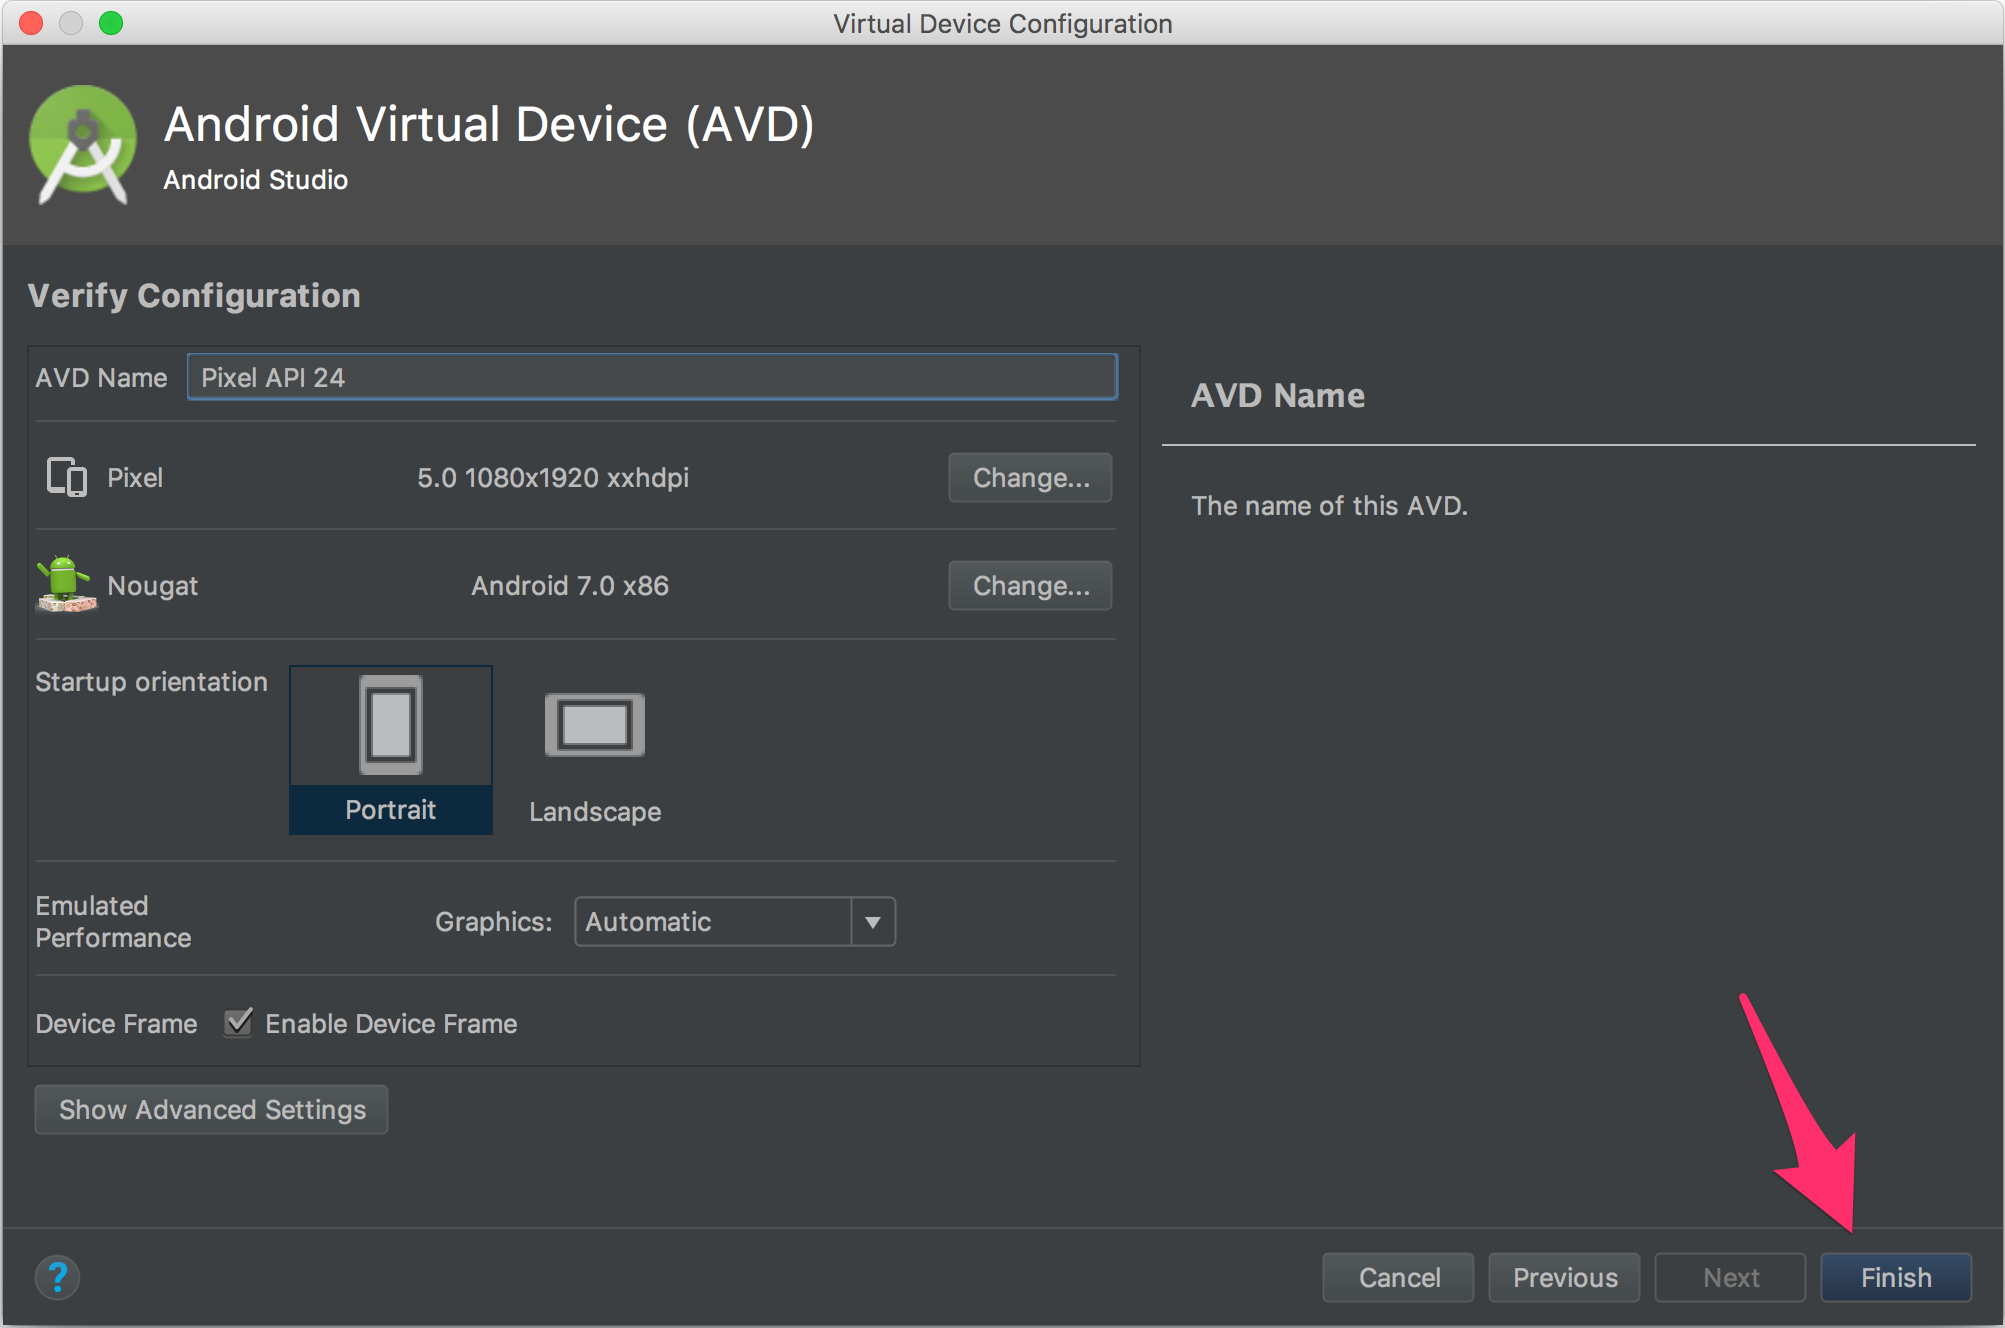 Virtual Device Configuration
Android Virtual Device (AVD)
Android Studio
Verify Configuration
AVD Name Pixel API 24
Pixel 5.0 1080x1920 xxhdpi Change...
Nougat Android 7.0 x86 Change...
Startup orientation
Portrait Landscape
Emulated
Performance
Graphics: Automatic
Device Frame Enable Device Frame
Show Advanced Settings
AVD Name
The name of this AVD.
? Cancel Previous Next Finish